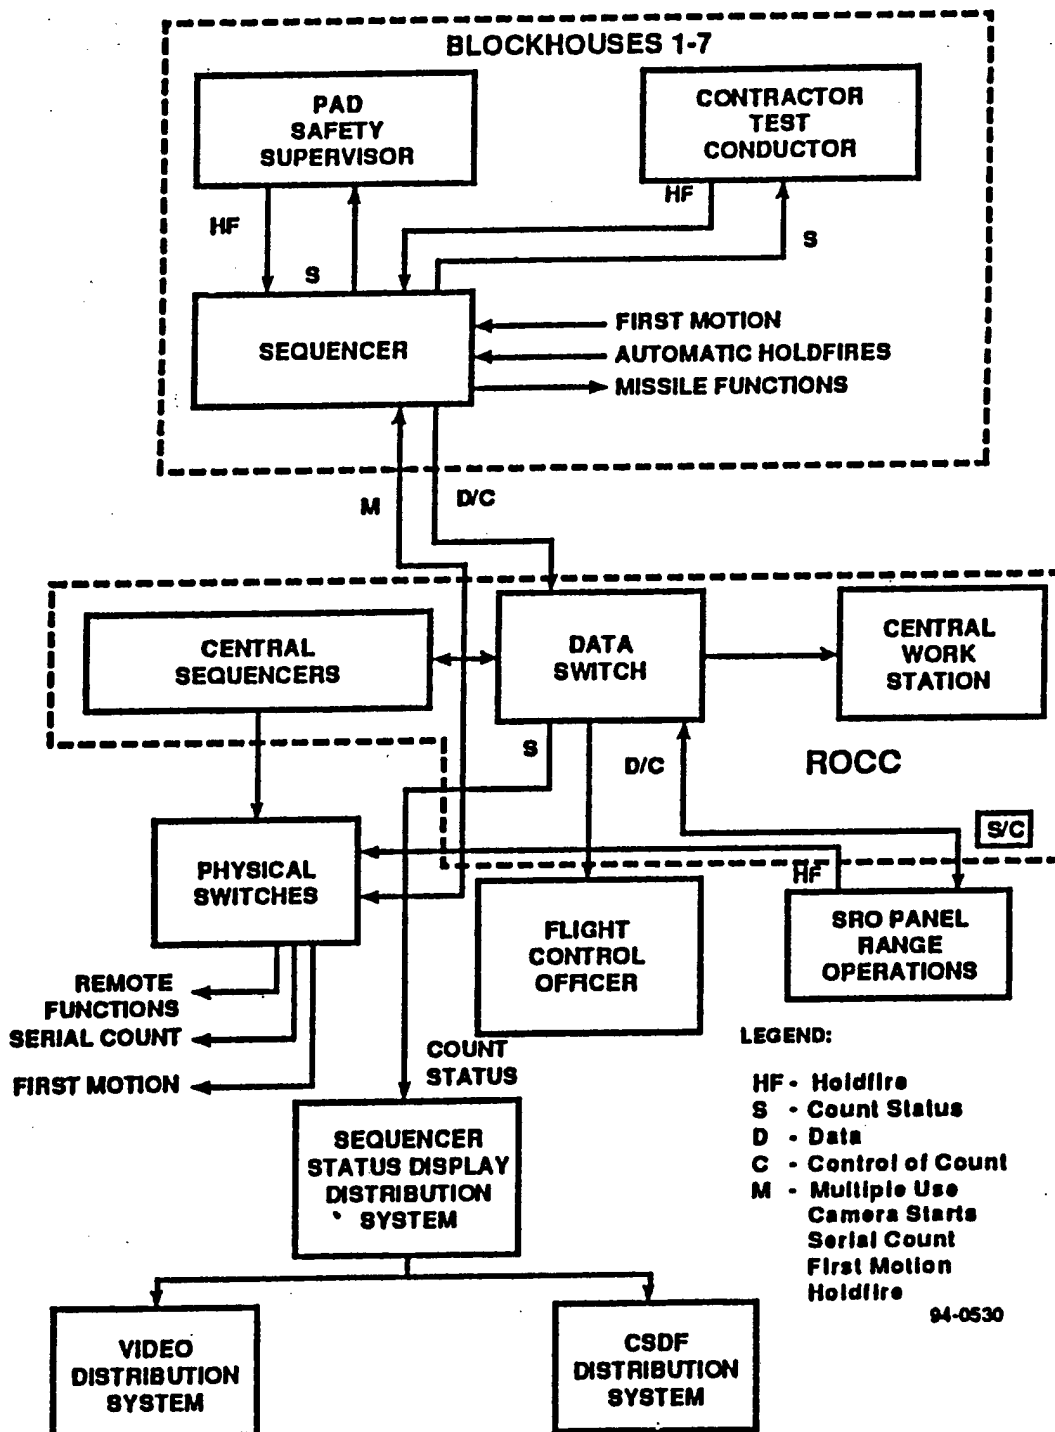 BLOCKHOUSES 1-7
PAD
SAFETY
SUPERVISOR
CONTRACTOR
TEST
CONDUCTOR
HF
S
HF
S
SEQUENCER
FIRST MOTION
AUTOMATIC HOLDFIRES
MISSILE FUNCTIONS
M
D/C
CENTRAL
SEQUENCERS
DATA
SWITCH
CENTRAL
WORK
STATION
S
D/C
ROCC
S/C
PHYSICAL
SWITCHES
HF
FLIGHT
CONTROL
OFFICER
SRO PANEL
RANGE
OPERATIONS
REMOTE
FUNCTIONS
SERIAL COUNT
FIRST MOTION
COUNT
STATUS
SEQUENCER
STATUS DISPLAY
DISTRIBUTION
SYSTEM
LEGEND:
HF - Holdfire
S - Count Status
D - Data
C - Control of Count
M - Multiple Use
Camera Starts
Serial Count
First Motion
Holdfire
94-0530
VIDEO
DISTRIBUTION
SYSTEM
CSDF
DISTRIBUTION
SYSTEM